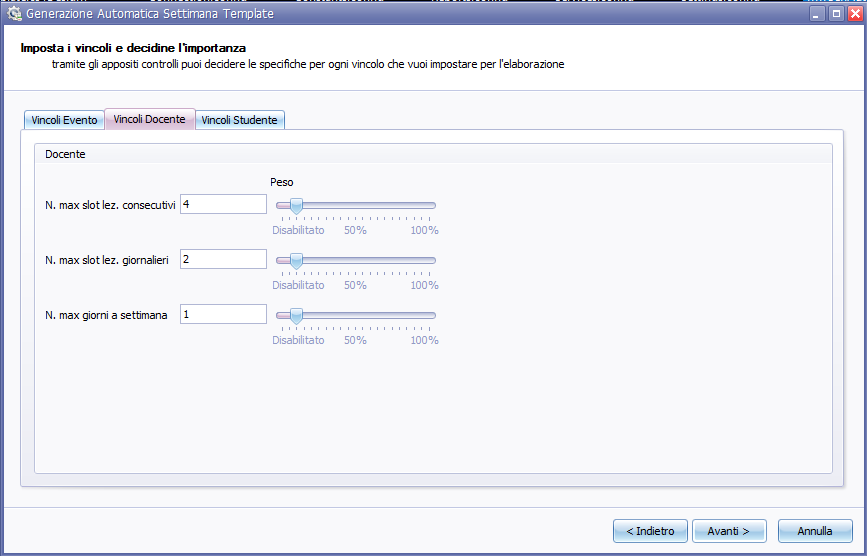 Generazione Automatica Settimana Template
Imposta i vincoli e decidine l'importanza
tramite gli appositi controlli puoi decidere le specifiche per ogni vincolo che vuoi impostare per l'elaborazione
Vincoli Evento Vincoli Docente Vincoli Studente
Docente
Peso
N. max slot lez. consecutivi 4
Disabilitato 50% 100%
N. max slot lez. giornalieri 2
Disabilitato 50% 100%
N. max giorni a settimana 1
Disabilitato 50% 100%
< Indietro Avanti > Annulla